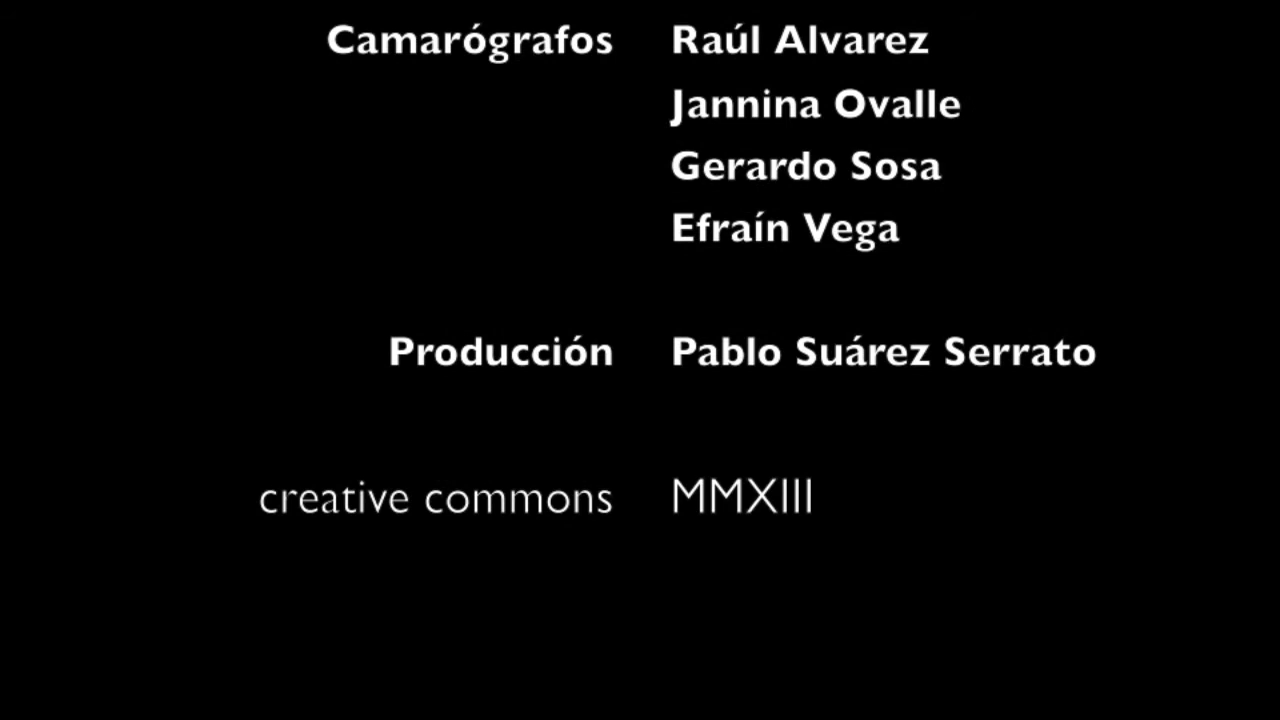 Camarógrafos Raúl Alvarez
Jannina Ovalle
Gerardo Sosa
Efraín Vega
Producción Pablo Suárez Serrato
creative commons MMXIII